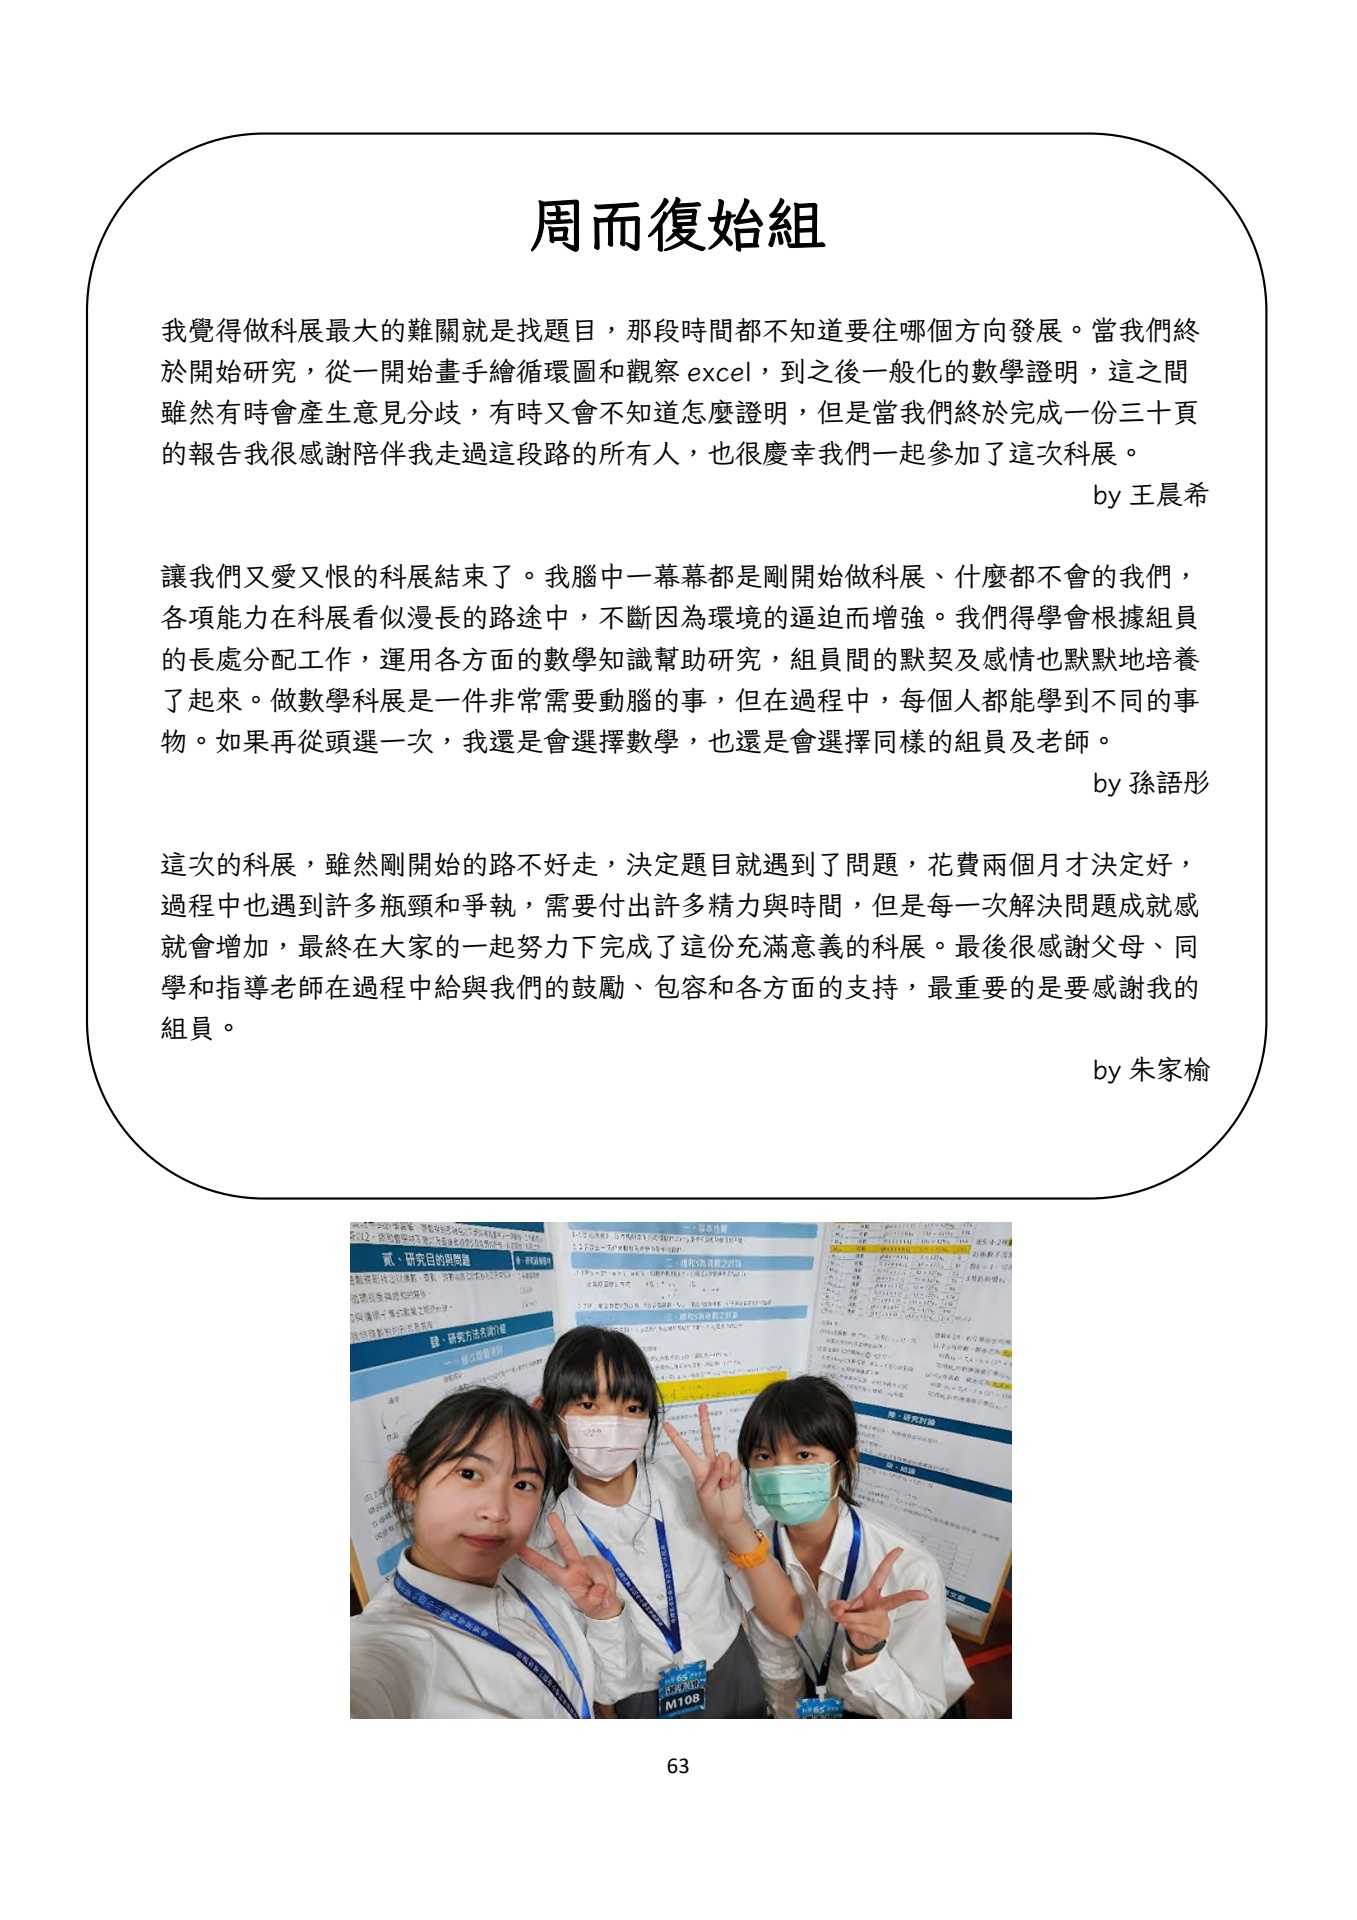 周而復始組
我覺得做科展最大的難關就是找題目，那段時間都不知道要往哪個方向發展。當我們終
於開始研究，從一開始畫手繪循環圖和觀察 excel，到之後一般化的數學證明，這之間
雖然有時會產生意見分歧，有時又會不知道怎麼證明，但是當我們終於完成一份三十頁
的報告我很感謝陪伴我走過這段路的所有人，也很慶幸我們一起參加了這次科展。
by 王晨希
讓我們又愛又恨的科展結束了。我腦中一幕幕都是剛開始做科展、什麼都不會的我們，
各項能力在科展看似漫長的路途中，不斷因為環境的逼迫而增強。我們得學會根據組員
的長處分配工作，運用各方面的數學知識幫助研究，組員間的默契及感情也默默地培養
了起來。做數學科展是一件非常需要動腦的事，但在過程中，每個人都能學到不同的事
物。如果再從頭選一次，我還是會選擇數學，也還是會選擇同樣的組員及老師。
by 孫語彤
這次的科展，雖然剛開始的路不好走，決定題目就遇到了問題，花費兩個月才決定好，
過程中也遇到許多瓶頸和爭執，需要付出許多精力與時間，但是每一次解決問題成就感
就會增加，最終在大家的一起努力下完成了這份充滿意義的科展。最後很感謝父母、同
學和指導老師在過程中給與我們的鼓勵、包容和各方面的支持，最重要的是要感謝我的
組員。
by 朱家榆
貳、研究目的與問題
肆、研究方法名詞介紹
陸、研究討論
柒、結論
65
M108
65
63